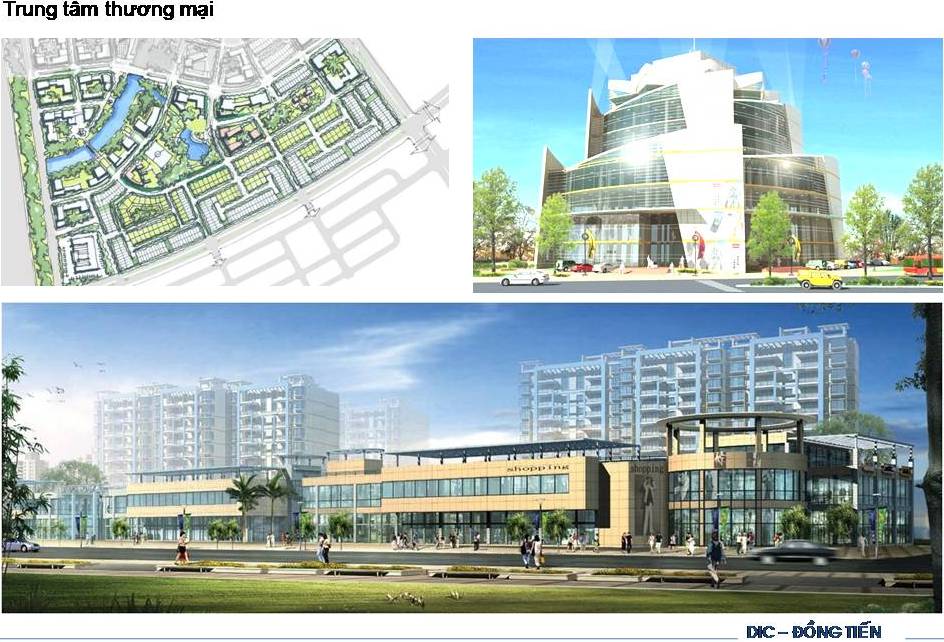 Trung tâm thương mại
shopping
shopping
DIC – ĐỒNG TIẾN